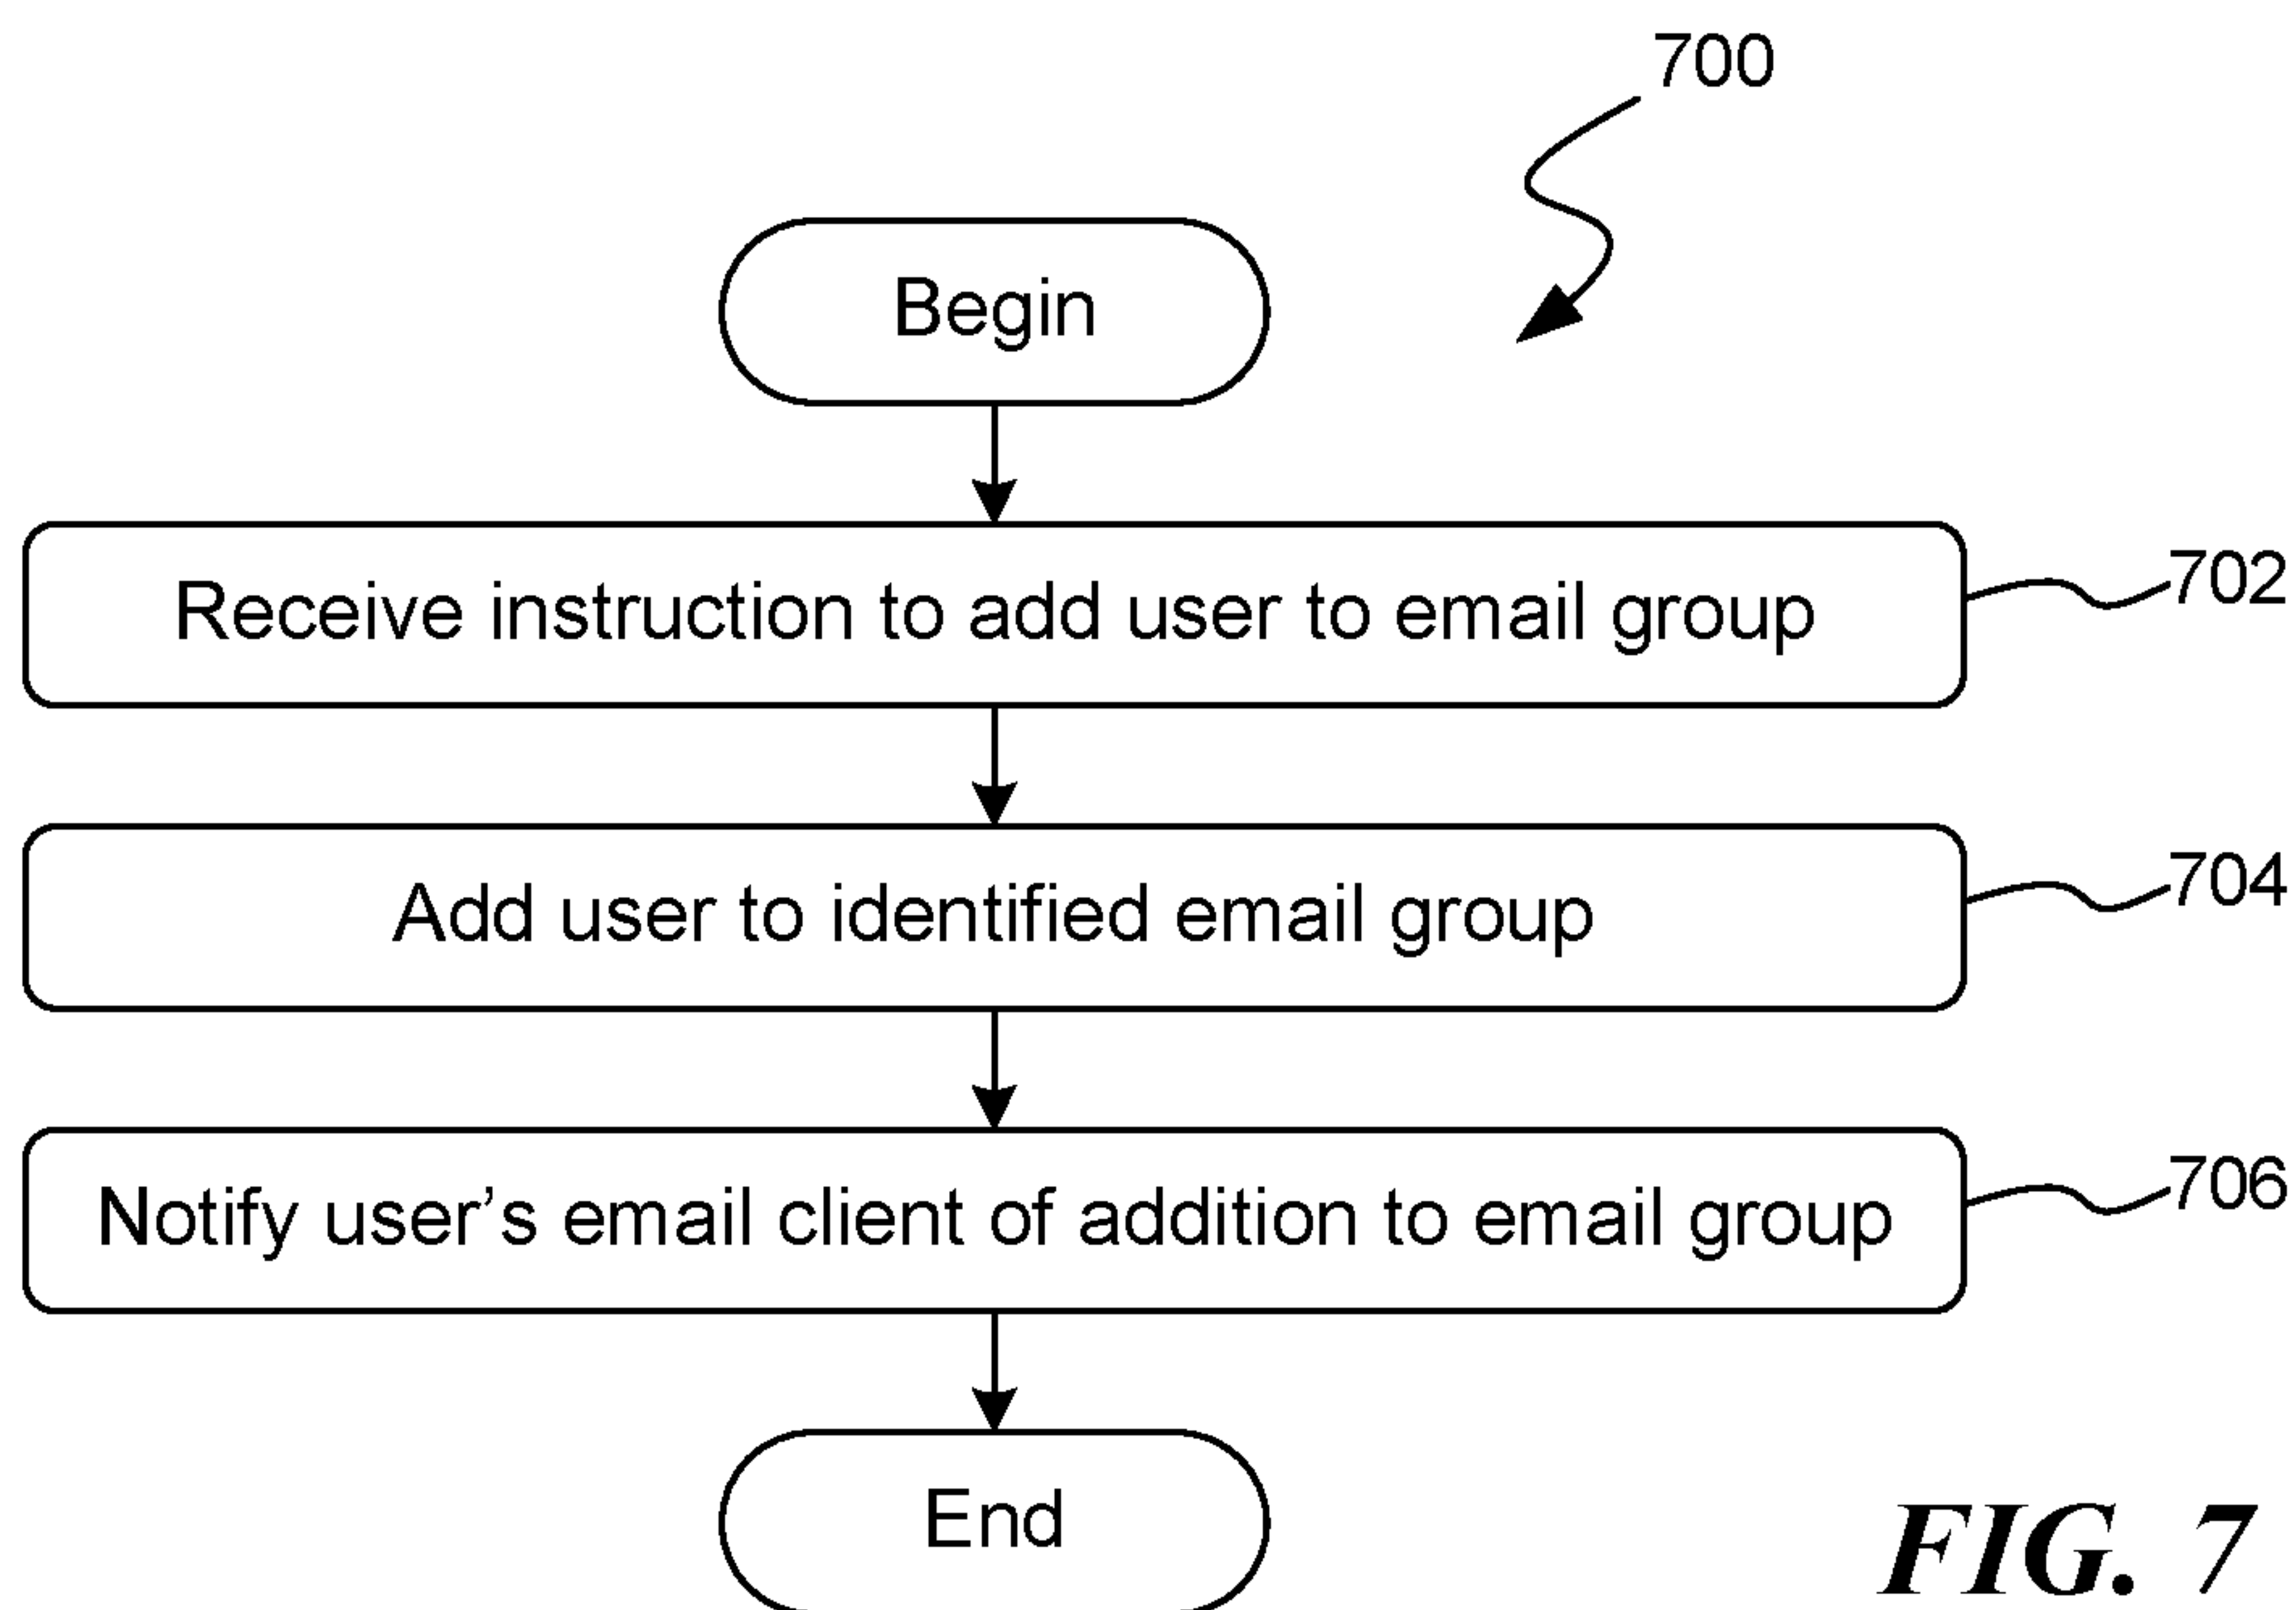 700
Begin
Receive instruction to add user to email group
702
Add user to identified email group
704
Notify user’s email client of addition to email group
706
End
FIG. 7